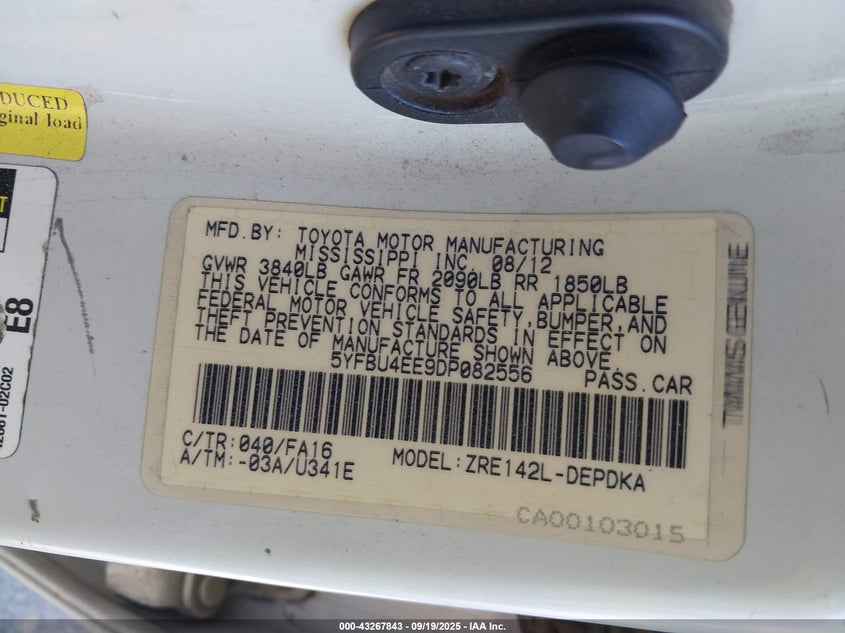 DUCED
ginal load
T
E8
42661-02C02
MFD.BY: TOYOTA MOTOR MANUFACTURING
MISSISSIPPI INC. 08/12
GVWR 3840LB GAWR FR 2090LB RR 1850LB
THIS VEHICLE CONFORMS TO ALL APPLICABLE
FEDERAL MOTOR VEHICLE SAFETY,BUMPER,AND
THEFT PREVENTION STANDARDS IN EFFECT ON
THE DATE OF MANUFACTURE SHOWN ABOVE.
5YFBU4EE9DP082556 PASS.CAR
C/TR:040/FA16
A/TM:-03A/U341E MODEL:ZRE142L-DEPDKA
CA00103015
GENUINE
000-43267843 - 09/19/2025 - IAA Inc.